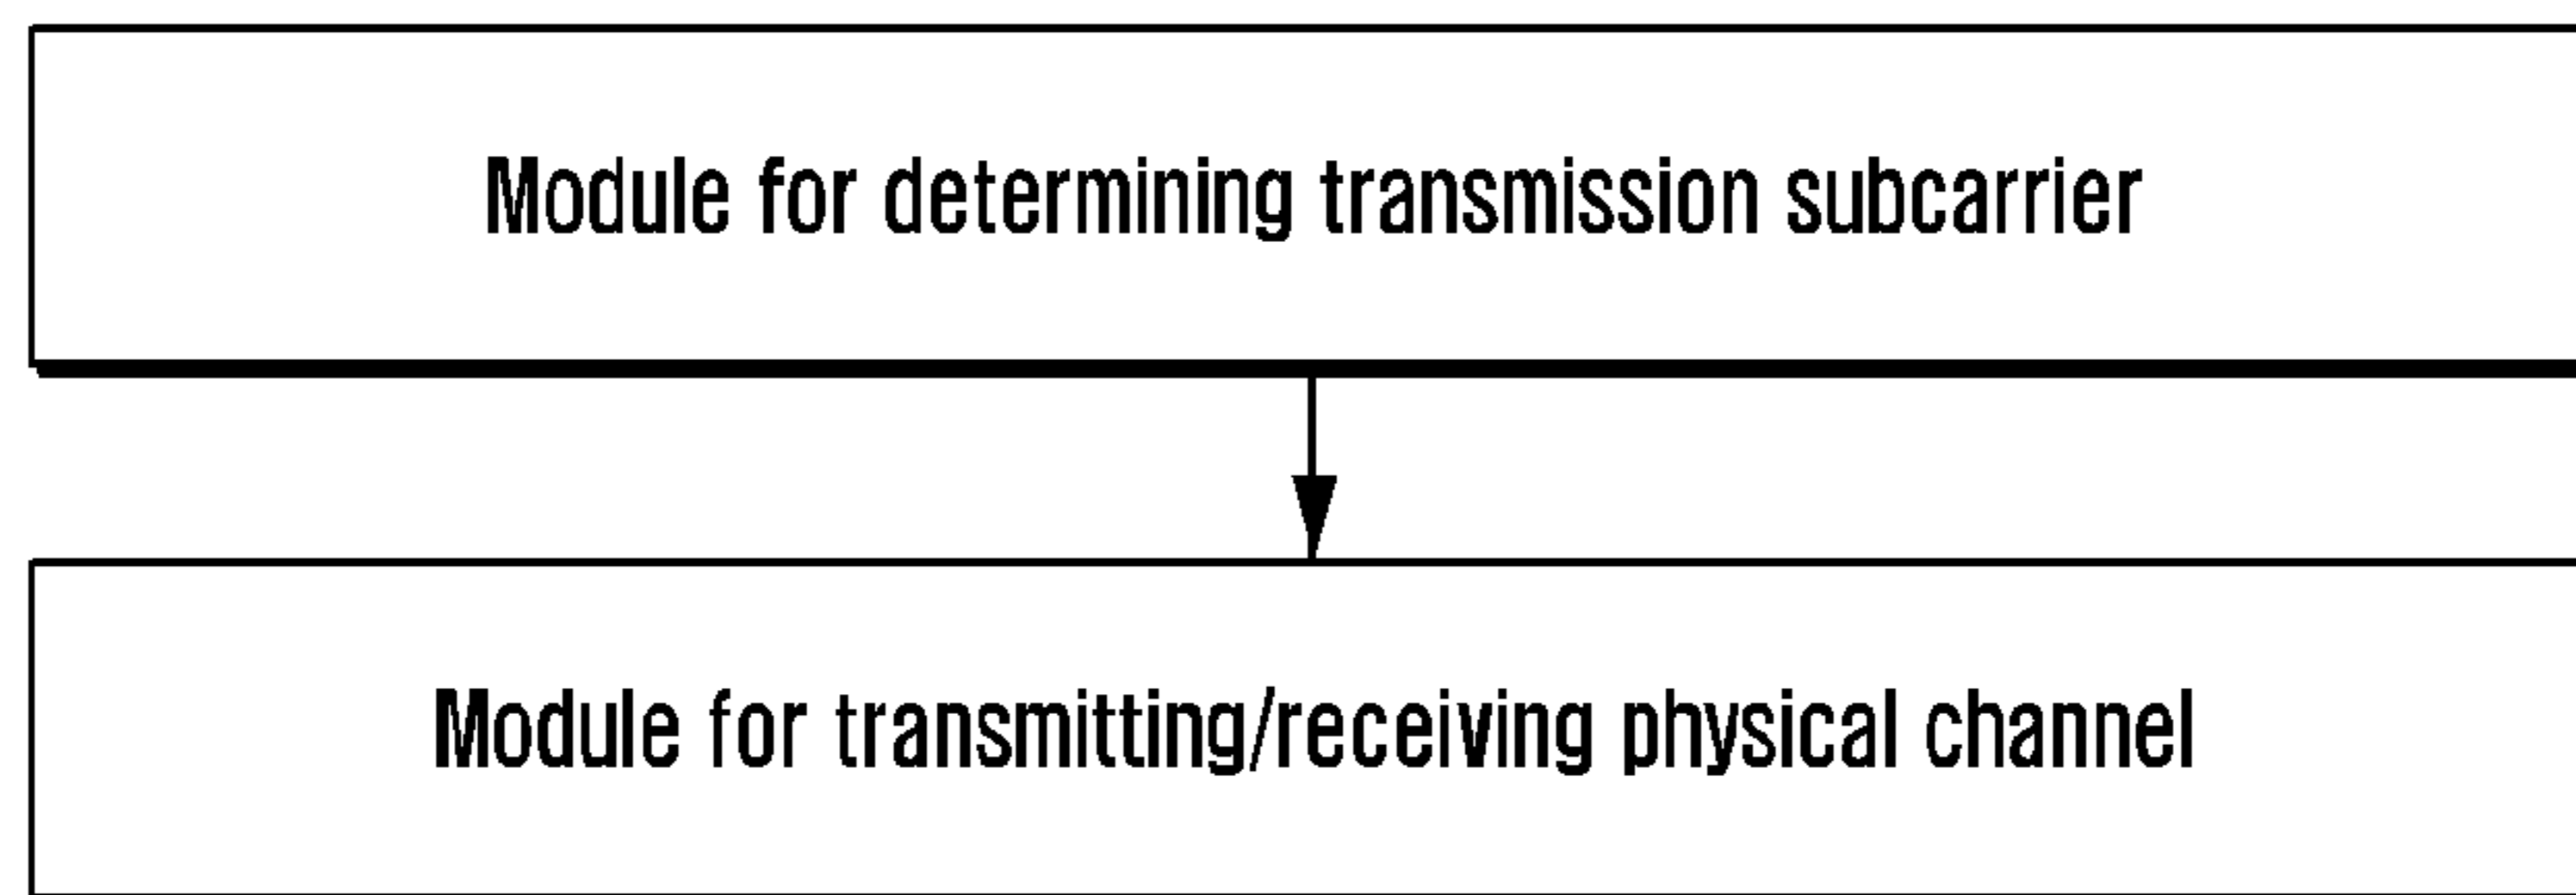 Module for determining transmission subcarrier
Module for transmitting/receiving physical channel